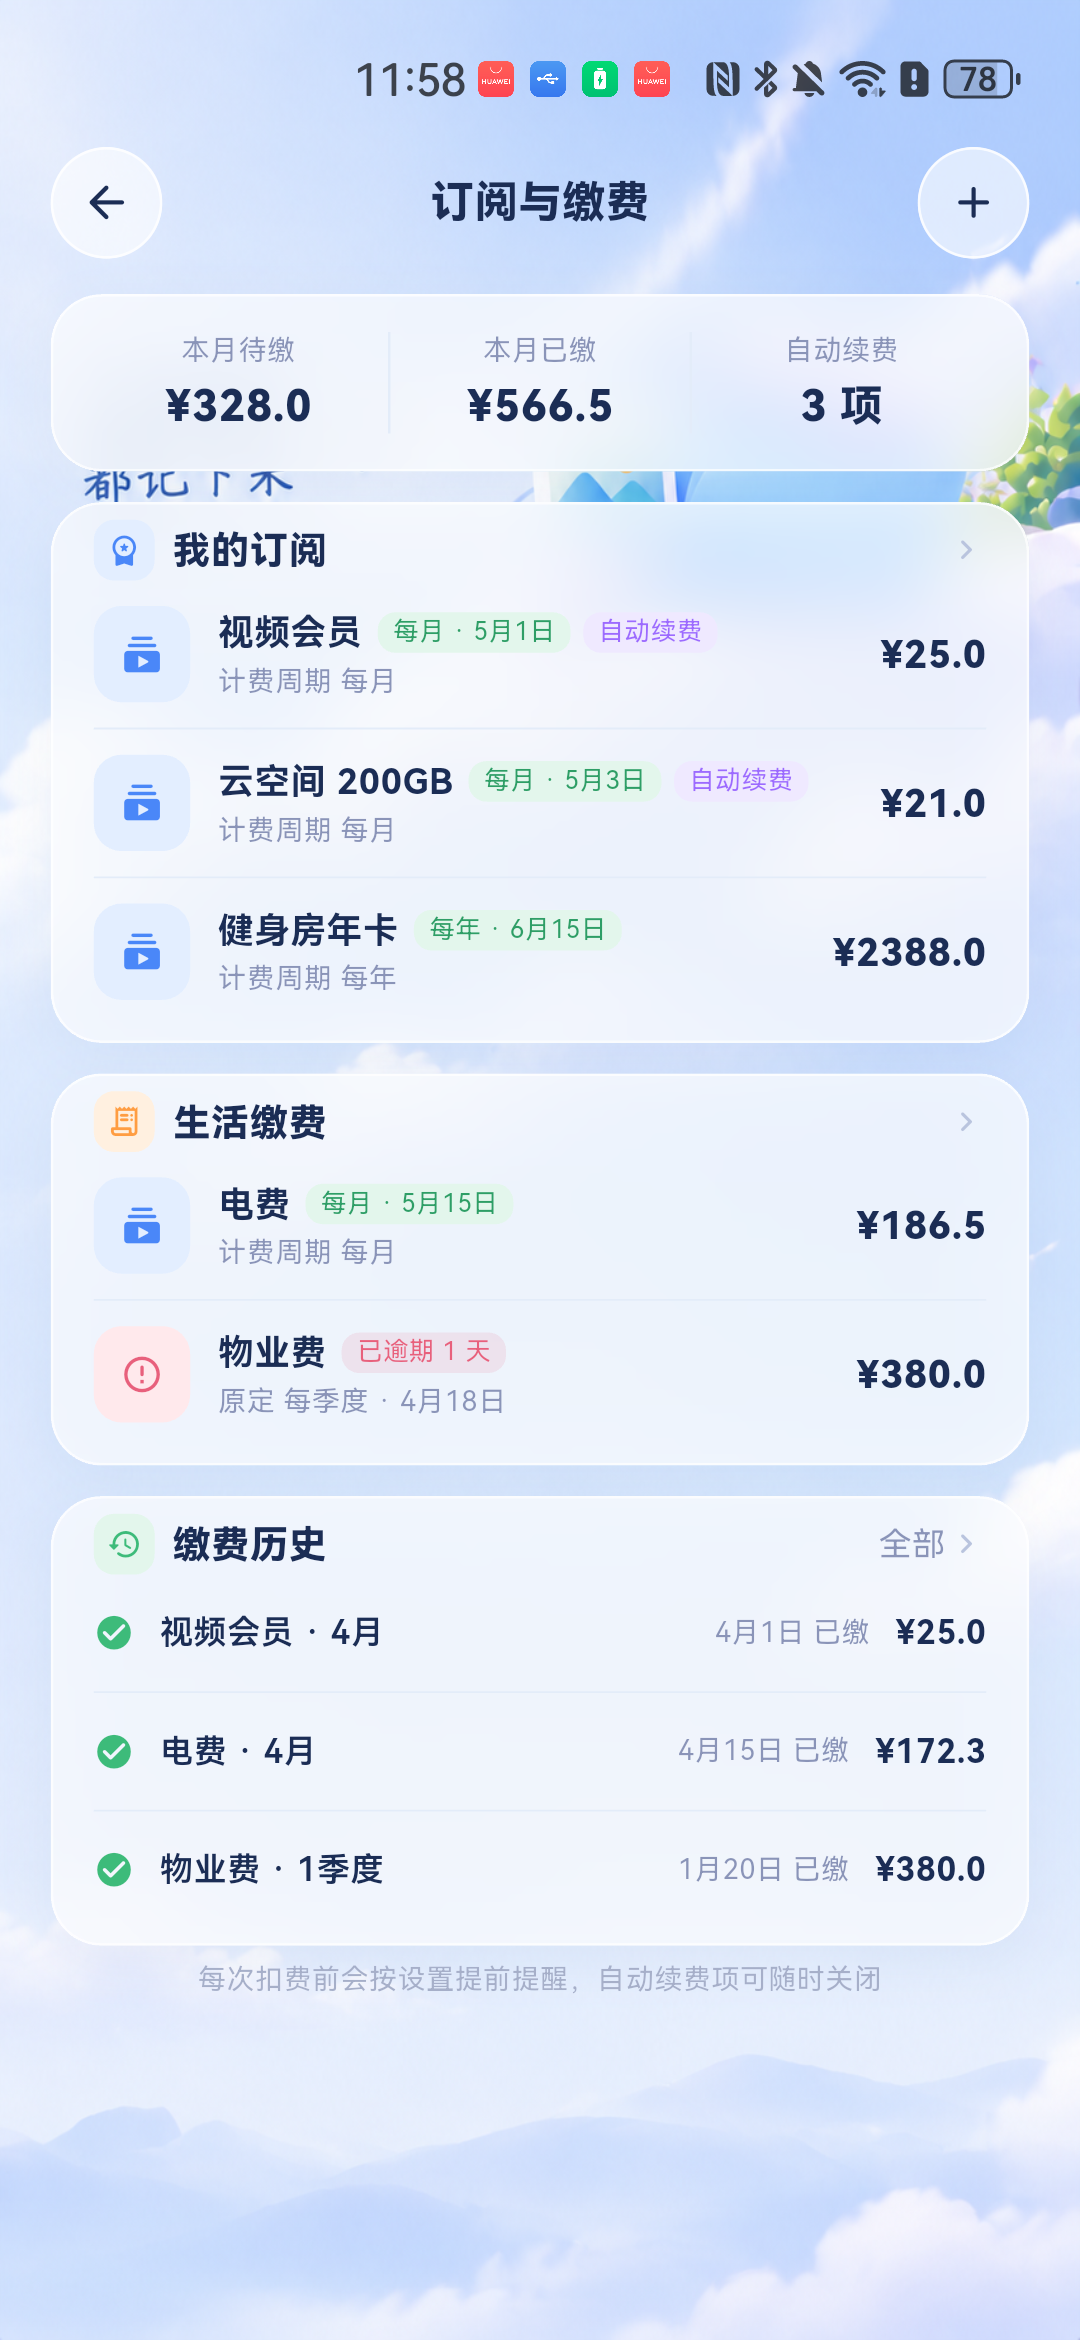 11:58
HUAWEI
HUAWEI
78
订阅与缴费
本月待缴
¥328.0
本月已缴
¥566.5
自动续费
3 项
都记下来
我的订阅
视频会员 每月 · 5月1日 自动续费
计费周期 每月
¥25.0
云空间 200GB 每月 · 5月3日 自动续费
计费周期 每月
¥21.0
健身房年卡 每年 · 6月15日
计费周期 每年
¥2388.0
生活缴费
电费 每月 · 5月15日
计费周期 每月
¥186.5
物业费 已逾期 1 天
原定 每季度 · 4月18日
¥380.0
缴费历史 全部
视频会员 · 4月 4月1日 已缴 ¥25.0
电费 · 4月 4月15日 已缴 ¥172.3
物业费 · 1季度 1月20日 已缴 ¥380.0
每次扣费前会按设置提前提醒，自动续费项可随时关闭